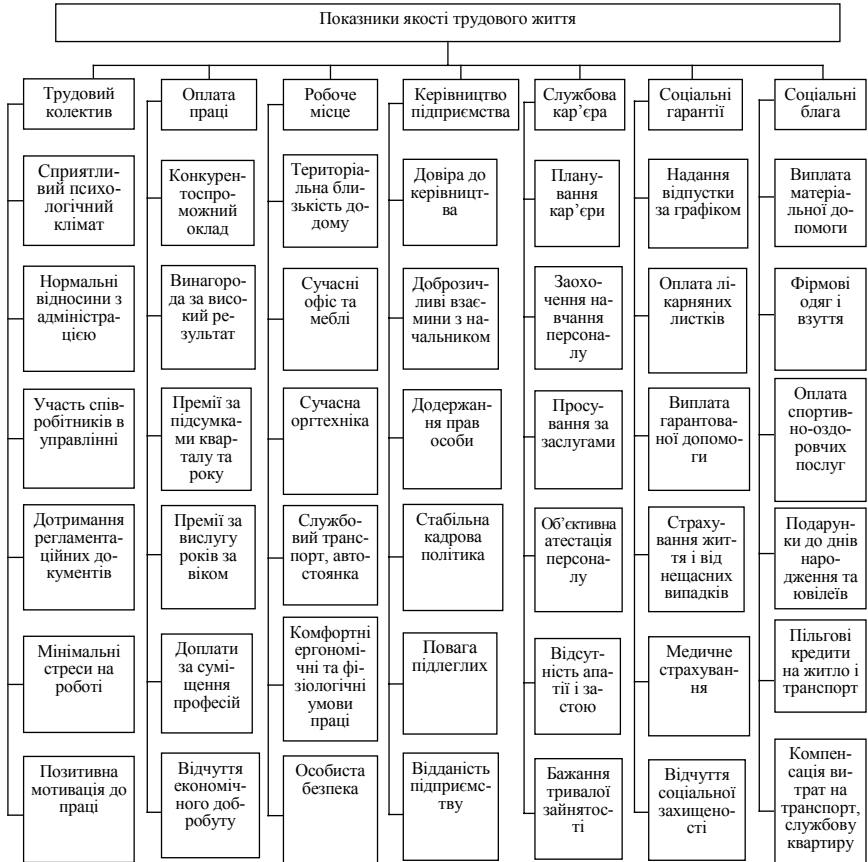 Показники якості трудового життя
Трудовий
колектив
Сприятли-
вий психо-
логічний
клімат
Нормальні
відносини з
адміністра-
цією
Участь спів-
робітників в
управлінні
Дотримання
регламента-
ційних до-
кументів
Мінімальні
стреси на
роботі
Позитивна
мотивація до
праці
Оплата
праці
Конкурен-
тоспро-
можний
оклад
Винагоро-
да за висо-
кий ре-
зультат
Премії за
підсумка-
ми квар-
талу та
року
Премії за
вислугу
років за
віком
Доплати
за сумі-
щення
професій
Відчуття
економіч-
ного доб-
робуту
Робоче
місце
Територіа-
льна бли-
зькість до-
дому
Сучасні
офіс та
меблі
Сучасна
оргтехніка
Службо-
вий транс-
порт, авто-
стоянка
Комфортні
ергономі-
чні та фі-
зіологічні
умови
праці
Особиста
безпека
Керівництво
підприємства
Довіра до
керівницт-
ва
Доброзич-
ливі взає-
мини з на-
чальником
Додержан-
ня прав
особи
Стабільна
кадрова
політика
Повага
підлеглих
Відданість
підприємс-
тву
Службова
кар’єра
Плану-
вання
кар’єри
Заохо-
чення на-
вчання
персона-
лу
Просу-
вання за
заслугами
Об’єктивна
атестація
персона-
лу
Відсут-
ність апа-
тії і за-
стою
Бажання
тривалої
зайнятос-
ті
Соціальні
гарантії
Надання
відпустки
за графіком
Оплата лі-
карняних
листків
Виплата
гарантова-
ної допомо-
ги
Страху-
вання жит-
тя і від
нещасних
випадків
Медичне
страхуван-
ня
Відчуття
соціальної
захищено-
сті
Соціальні
блага
Виплата
матеріа-
льної до-
помоги
Фірмові
одяг і
взуття
Оплата
спортив-
но-оздо-
ровчих
послуг
Подарун-
ки до днів
народ-
ження та
ювілеїв
Пільгові
кредити
на житло і
транспорт
Компен-
сація ви-
трат на
транспорт,
службову
квартиру